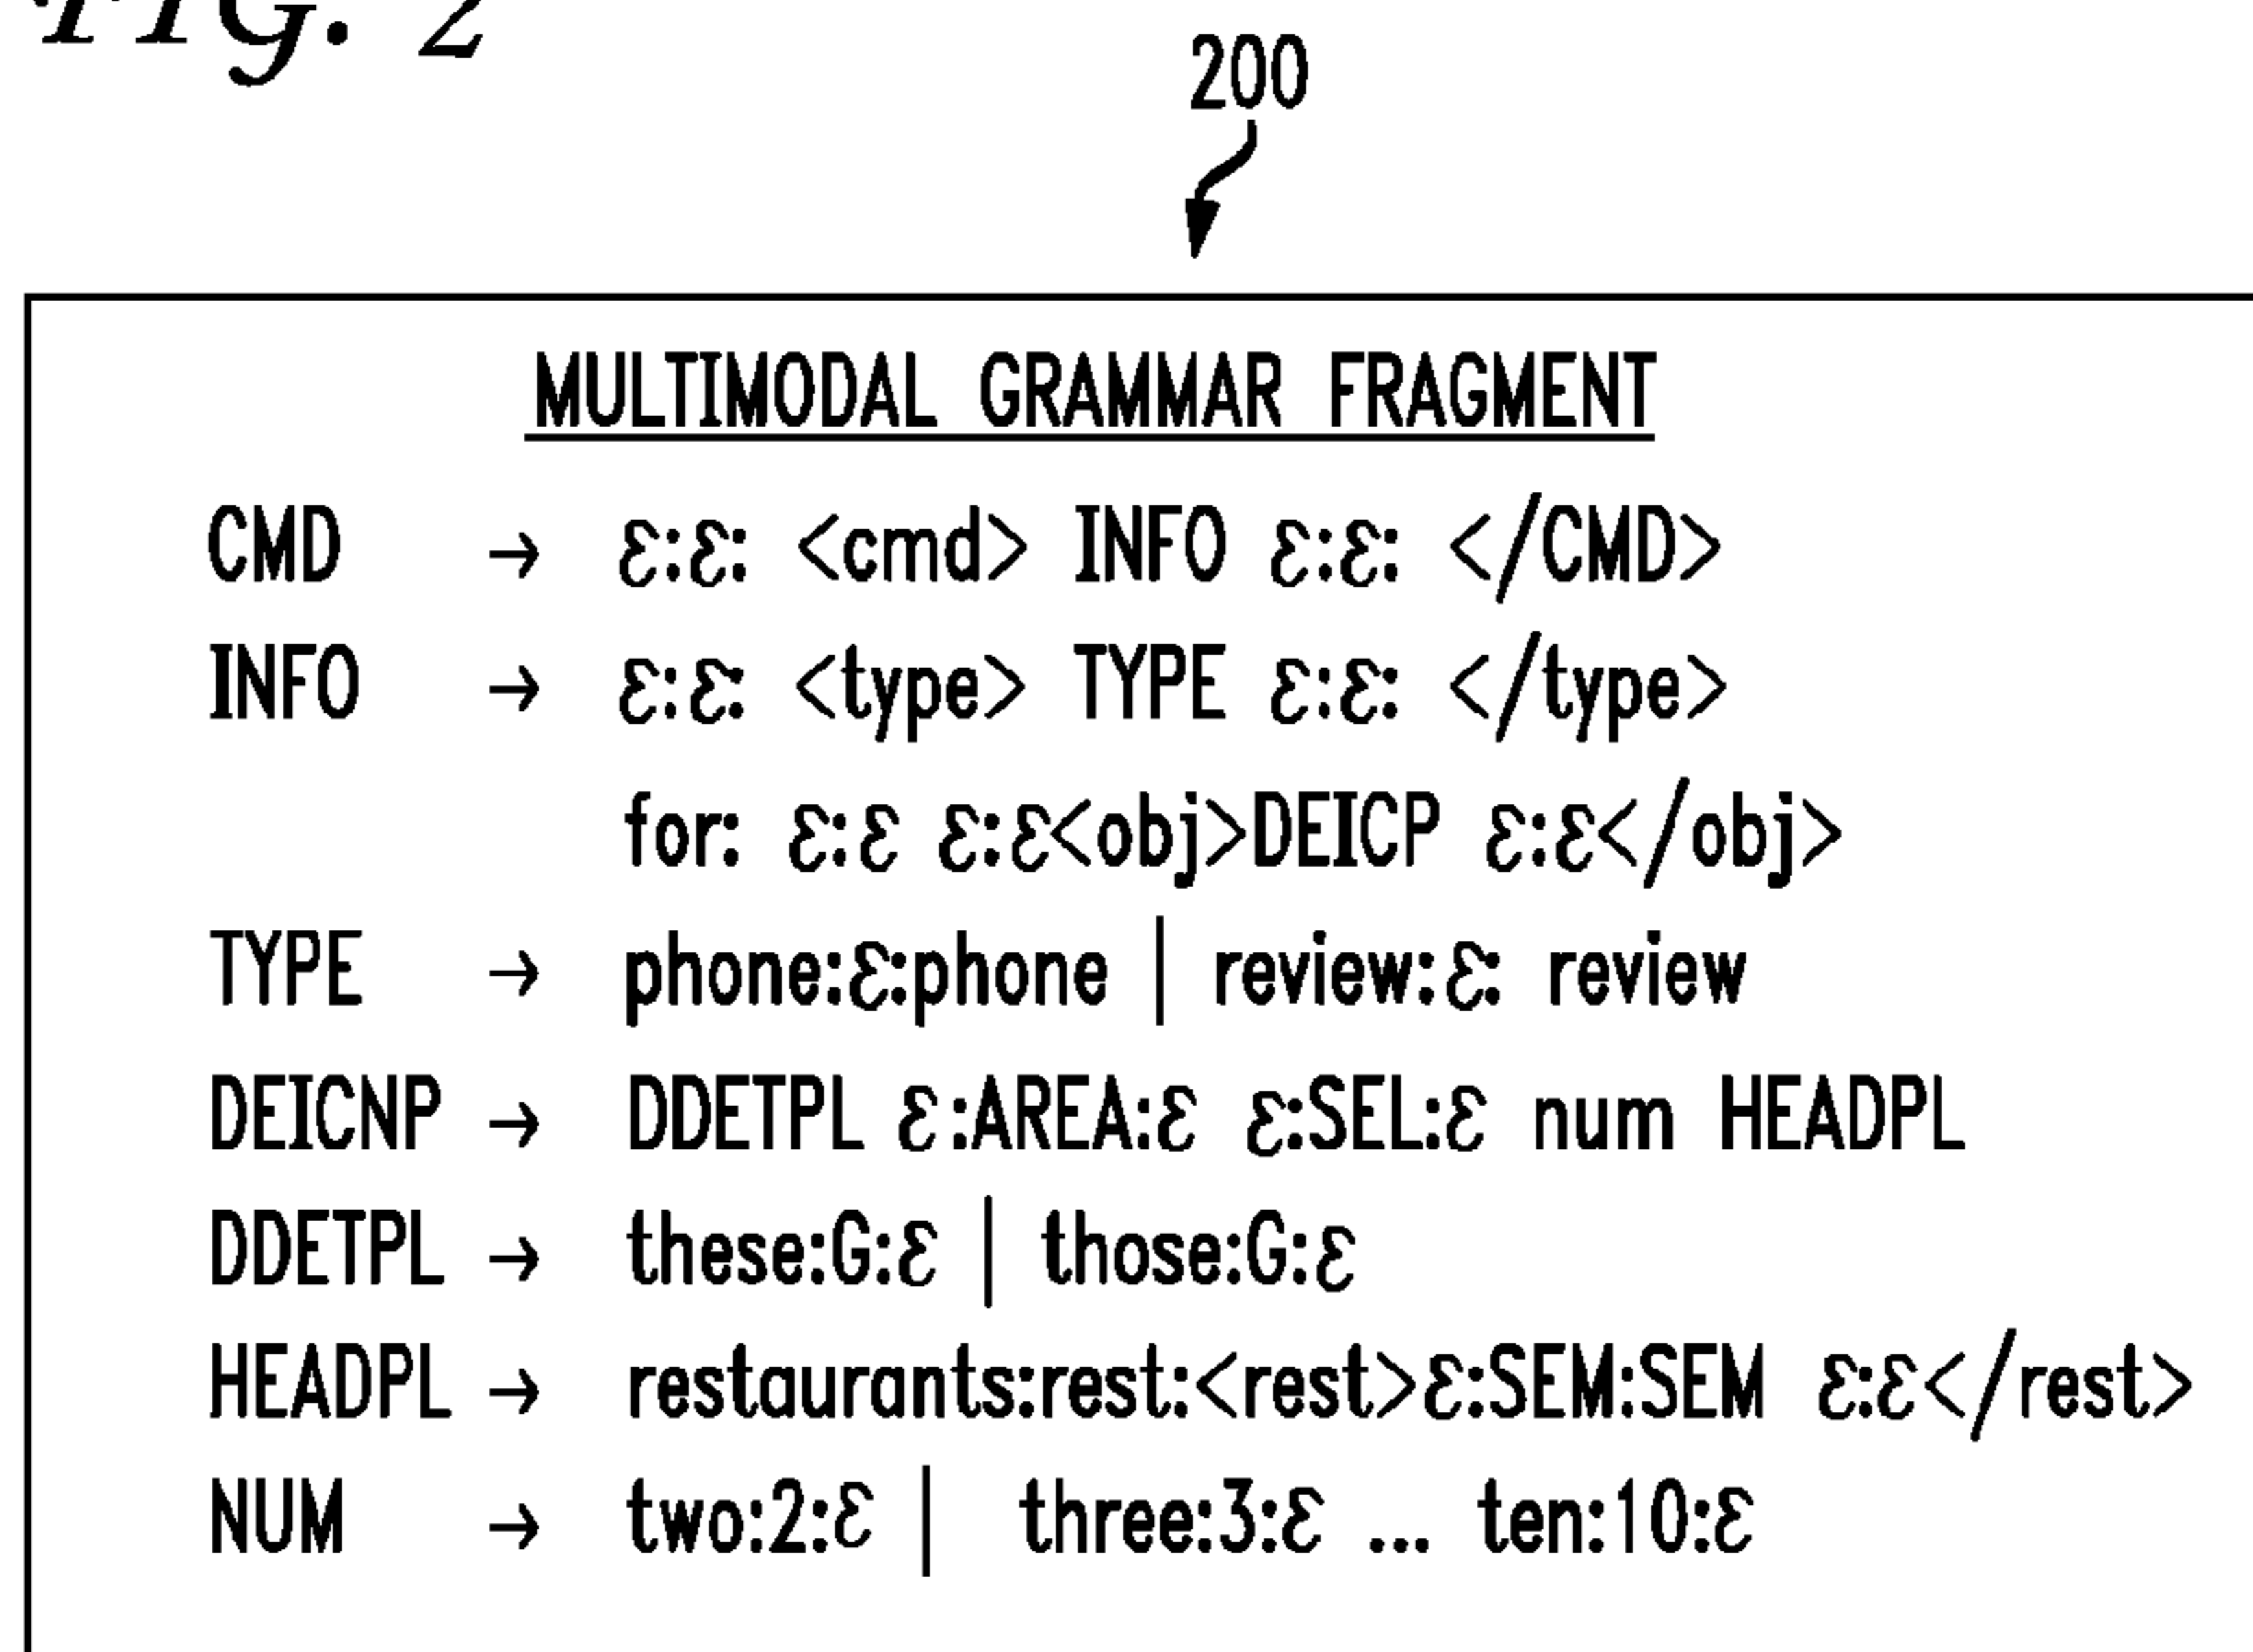 FIG. 2
200
MULTIMODAL GRAMMAR FRAGMENT
CMD → ε:ε: <cmd> INFO ε:ε: </CMD>
INFO → ε:ε: <type> TYPE ε:ε: </type>
for: ε:ε ε:ε<obj>DEICP ε:ε</obj>
TYPE → phone:ε:phone | review:ε: review
DEICNP → DDETPL ε:AREA:ε ε:SEL:ε num HEADPL
DDETPL → these:G:ε | those:G:ε
HEADPL → restaurants:rest:<rest>ε:SEM:SEM ε:ε</rest>
NUM → two:2:ε | three:3:ε ... ten:10:ε